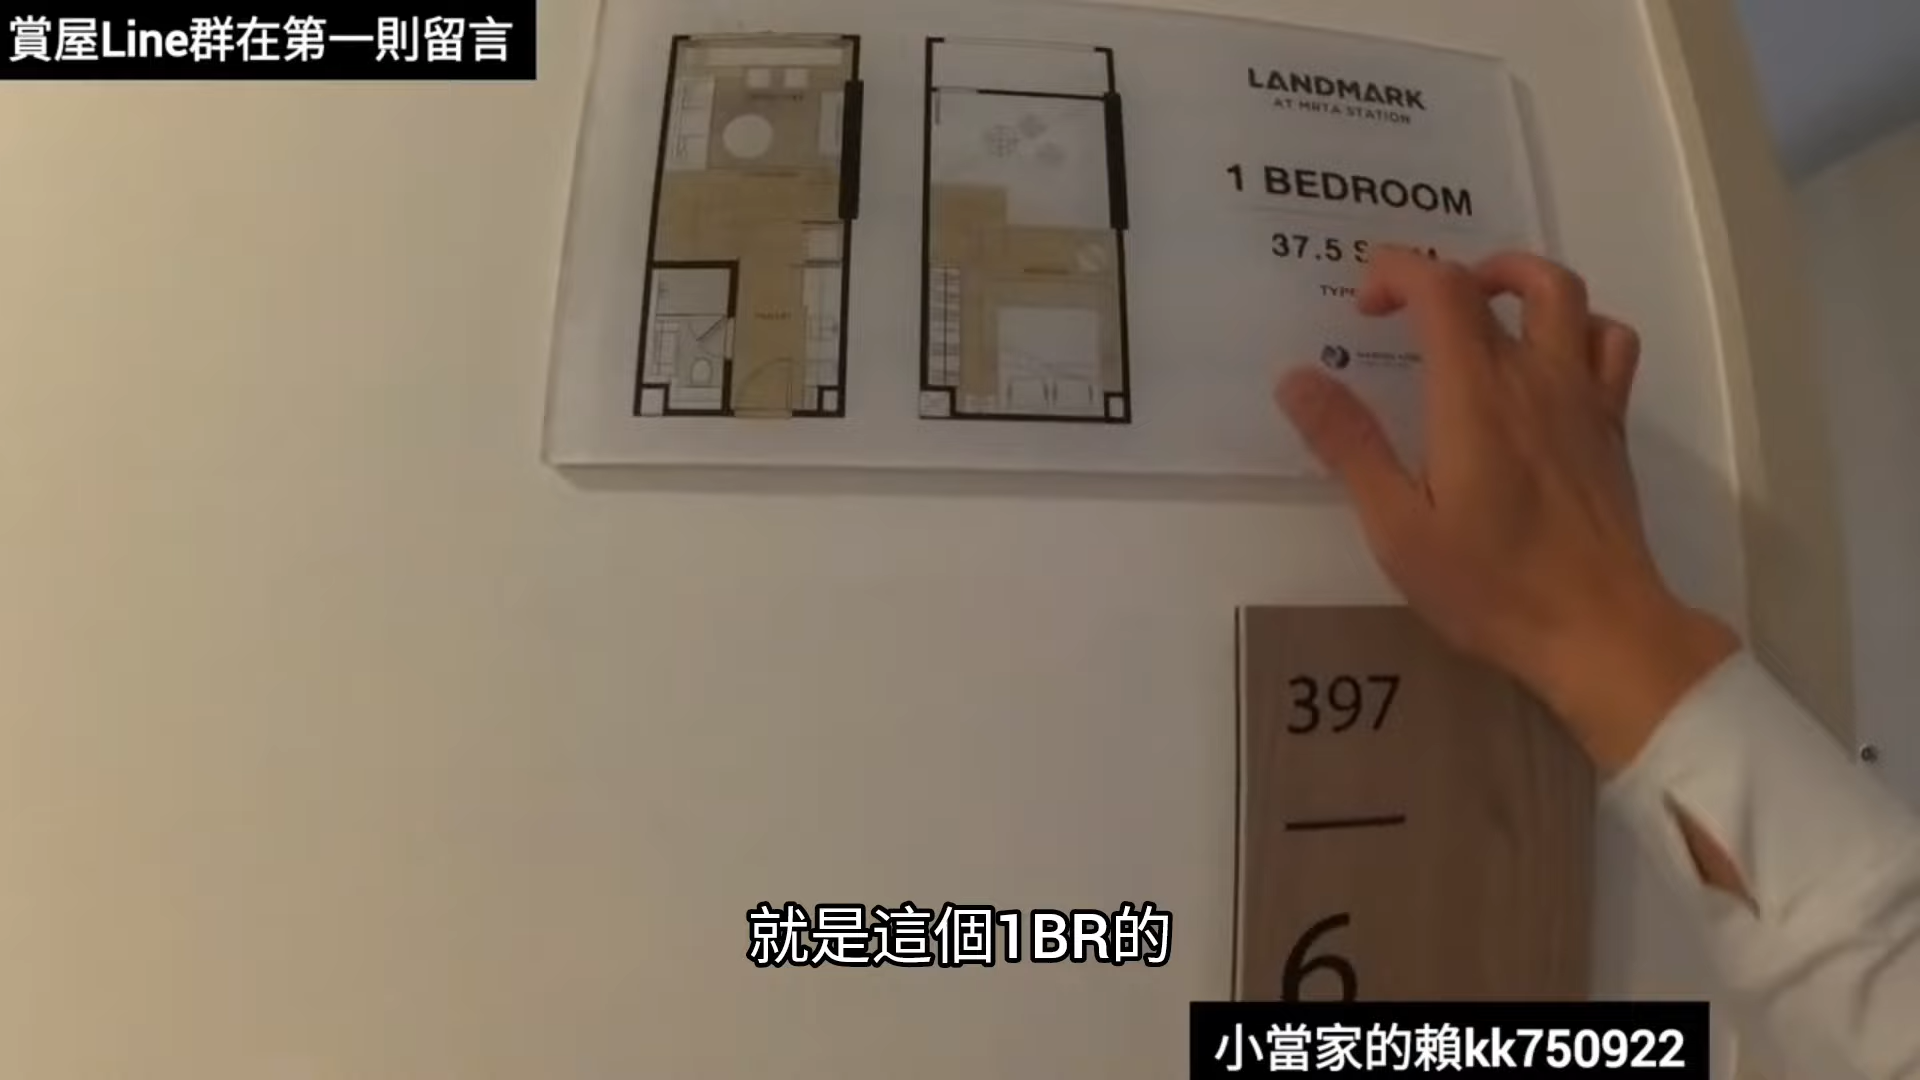 賞屋Line群在第一則留言
LANDMARK
AT MRTA STATION
1 BEDROOM
37.5
397
6
就是這個1BR的
小當家的賴kk750922